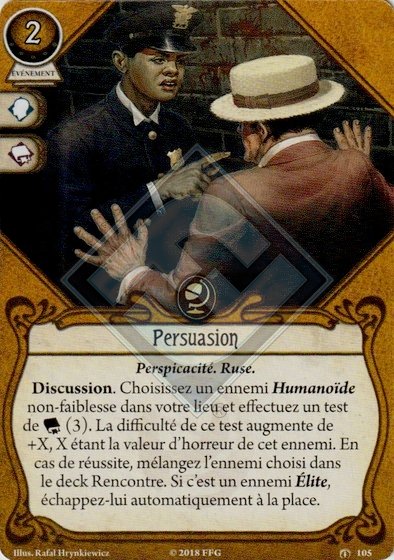 2
ÉVÉNEMENT
Persuasion
Perspicacité. Ruse.
Discussion. Choisissez un ennemi Humanoïde
non-faiblesse dans votre lieu et effectuez un test
de (3). La difficulté de ce test augmente de
+X, X étant la valeur d'horreur de cet ennemi. En
cas de réussite, mélangez l'ennemi choisi dans
le deck Rencontre. Si c'est un ennemi Élite,
échappez-lui automatiquement à la place.
Illus. Rafał Hrynkiewicz © 2018 FFG 105